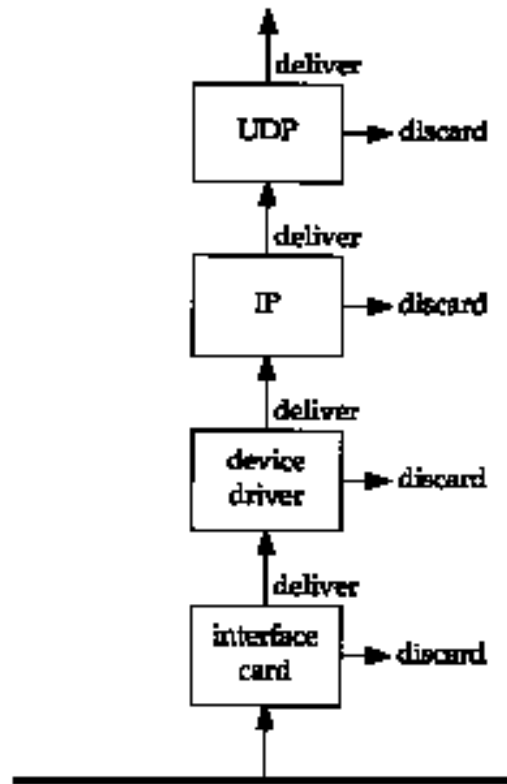 deliver
UDP
discard
deliver
IP
discard
deliver
device
driver
discard
deliver
interface
card
discard